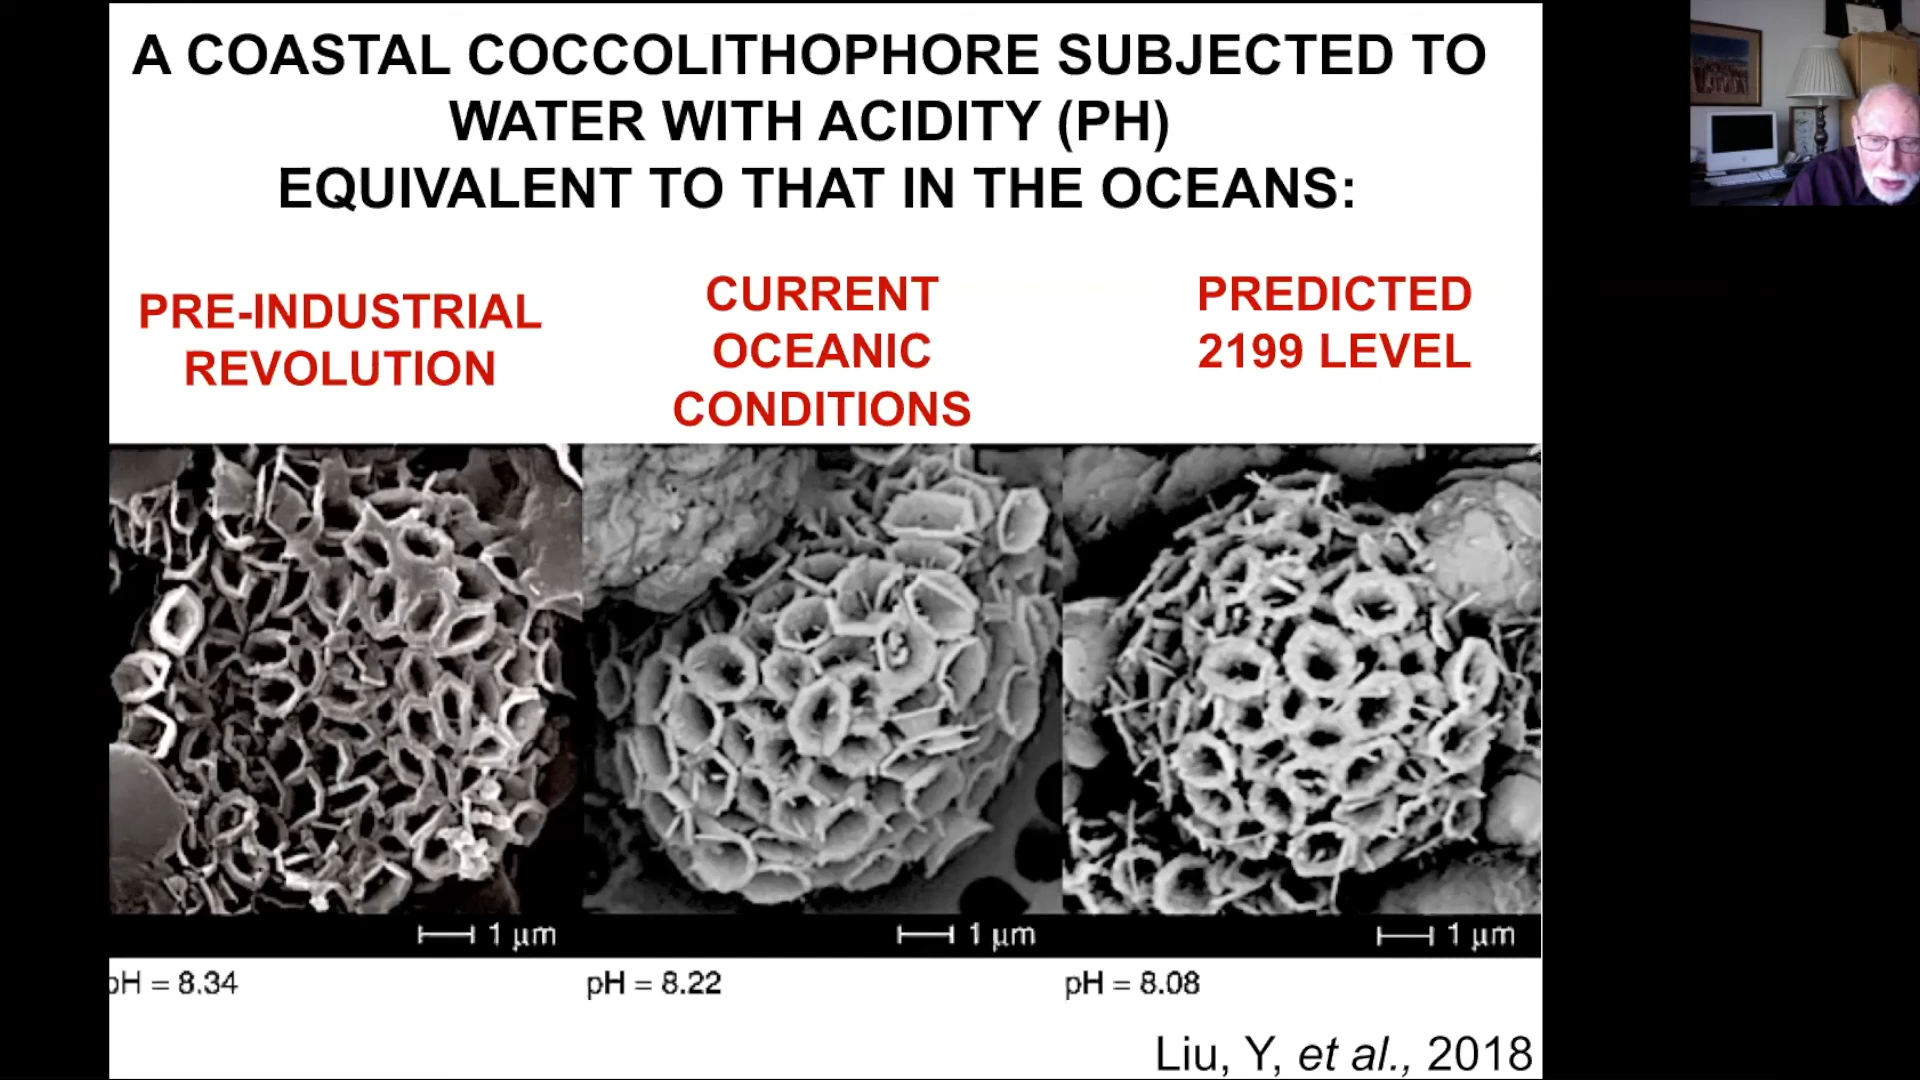 A COASTAL COCCOLITHOPHORE SUBJECTED TO
WATER WITH ACIDITY (PH)
EQUIVALENT TO THAT IN THE OCEANS:
PRE-INDUSTRIAL
REVOLUTION
CURRENT
OCEANIC
CONDITIONS
PREDICTED
2199 LEVEL
1 µm
1 µm
1 µm
pH = 8.34
pH = 8.22
pH = 8.08
Liu, Y, et al., 2018